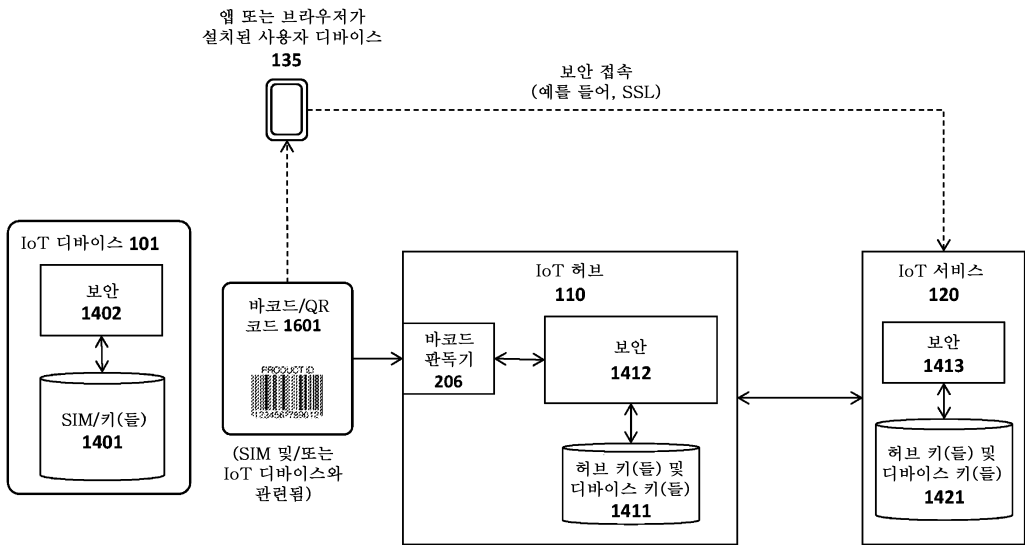 앱 또는 브라우저가
설치된 사용자 디바이스
135
보안 접속
(예를 들어, SSL)
IoT 디바이스 101
보안
1402
SIM/키(들)
1401
바코드/QR
코드 1601
PRODUCT ID
123456789012
(SIM 및/또는
IoT 디바이스와
관련됨)
IoT 허브
110
바코드
판독기
206
보안
1412
허브 키(들) 및
디바이스 키(들)
1411
IoT 서비스
120
보안
1413
허브 키(들) 및
디바이스 키(들)
1421